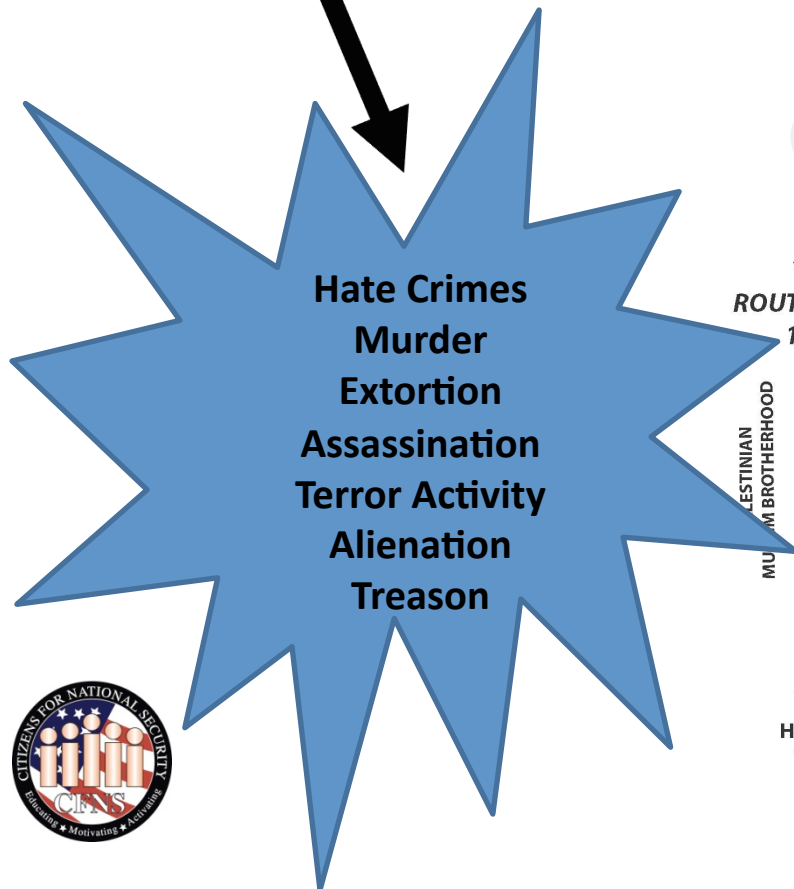 Hate Crimes
Murder
Extortion
Assassination
Terror Activity
Alienation
Treason
ROUT
1
LESTINIAN
MU M BROTHERHOOD
H
CITIZENS FOR NATIONAL SECURITY
CFNS
Educating ★ Motivating ★ Activating